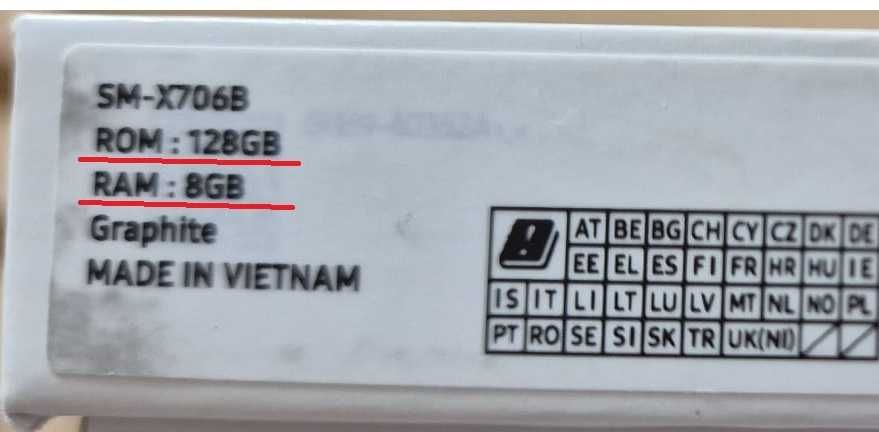 SM-X706B
ROM : 128GB
RAM : 8GB
Graphite
MADE IN VIETNAM
AT BE BG CH CY CZ DK DE
EE EL ES FI FR HR HU IE
IS IT LI LT LU LV MT NL NO PL
PT RO SE SI SK TR UK(NI)